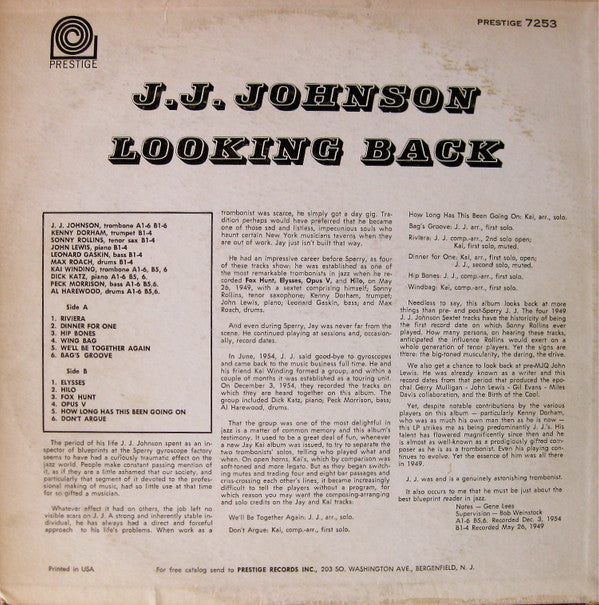 PRESTIGE
PRESTIGE 7253
J.J. JOHNSON
LOOKING BACK
J. J. JOHNSON, trombone A1-6 B1-6
KENNY DORHAM, trumpet B1-4
SONNY ROLLINS, tenor sax B1-4
JOHN LEWIS, piano B1-4
LEONARD GASKIN, bass B1-4
MAX ROACH, drums B1-4
KAI WINDING, trombone A1-6, B5, 6
DICK KATZ, piano A1-6 B5, 6.
PECK MORRISON, bass A1-6 B5,6
AL HAREWOOD, drums A1-6 B5,6.
Side A
1. RIVIERA
2. DINNER FOR ONE
3. HIP BONES
4. WING BAG
5. WE'LL BE TOGETHER AGAIN
6. BAG'S GROOVE
Side B
1. ELYSSES
2. HILO
3. FOX HUNT
4. OPUS V
5. HOW LONG HAS THIS BEEN GOING ON
6. DON'T ARGUE
The period of his life J. J. Johnson spent as an in-
spector of blueprints at the Sperry gyroscope factory
seems to have had a curiously traumatic effect on the
jazz world. People make constant passing mention of
it, as if they are a little ashamed that our society, and
particularly that segment of it devoted to the profes-
sional making of music, had so little use at that time
for so gifted a musician.
Whatever effect it had on others, the job left no
visible scars on J. J. A strong and inherently stable in-
dividual, he has always had a direct and forceful
approach to his life's problems. When work as a
trombonist was scarce, he simply got a day gig. Tra-
dition perhaps would have preferred that he became
one of those sad and listless, impecunious souls who
haunt certain New York musicians taverns when they
are out of work. Jay just isn't built that way.
He had an impressive career before Sperry, as four
of these tracks show: he was established as one of
the most remarkable trombonists in jazz when he re-
corded Fox Hunt, Elysses, Opus V, and Hilo, on May
26, 1949, with a sextet comprising himself; Sonny
Rollins, tenor saxophone; Kenny Dorham, trumpet;
John Lewis, piano; Leonard Gaskin, bass; and Max
Roach, drums.
And even during Sperry, Jay was never far from the
scene. He continued playing at sessions and, occasion-
ally, record dates.
In June, 1954, J. J. said good-bye to gyroscopes
and came back to the music business full time. He and
his friend Kai Winding formed a group, and within a
couple of months it was established as a touring unit.
On December 3, 1954, they recorded the tracks on
which they are heard together on this album. The
group included Dick Katz, piano; Peck Morrison, bass;
Al Harewood, drums.
That the group was one of the most delightful in
jazz is a matter of common memory and this album's
testimony. It used to be a great deal of fun, whenever
a new Jay Kai album was issued, to try to separate the
two trombonists' solos, telling who played what and
when. On open horns. Kai's, which by comparison was
soft-toned and more legato. But as they began switch-
ing mutes and trading four and eight bar passages and
criss-crossing each other's lines, it became increasingly
difficult to tell the players without a program, for
which reason you may want the composing-arranging
and solo credits on the Jay and Kai tracks:
We'll Be Together Again: J. J., arr., solo.
Don't Argue: Kai, comp.-arr., first solo.
How Long Has This Been Going On: Kai, arr., solo.
Bag's Groove: J. J. arr., first solo.
Riviera: J. J. comp.-arr., 2nd solo open;
Kai, first solo, muted.
Dinner for One: Kai, arr., first solo, open;
J. J., second solo, muted.
Hip Bones: J. J., comp.-arr., first solo.
Windbag: Kai, comp.-arr., first solo.
Needless to say, this album looks back at more
things than pre- and post-Sperry J. J. The four 1949
J. J. Johnson Sextet tracks have the historicity of being
the first record date on which Sonny Rollins ever
played. How many persons, on hearing these tracks,
anticipated the influence Rollins would exert on a
whole generation of tenor players. Yet the signs are
there: the big-toned muscularity, the daring, the drive.
We also get a chance to look back at pre-MJQ John
Lewis. He was already known as a writer and this
record dates from that period that produced the epo-
chal Gerry Mulligan - John Lewis - Gil Evans - Miles
Davis collaboration, and the Birth of the Cool.
Yet, despite notable contributions by the various
players on this album — particularly Kenny Dorham,
who was as much his own man then as he is now —
this LP strikes me as being predominantly J. J.'s. His
talent has flowered magnificently since then and he
is almost as well-known as a prodigiously gifted com-
poser as he is as a trombonist. Even his playing con-
tinues to evolve. Yet the essence of him was all there
in 1949.
J. J. was and is a genuinely astonishing trombonist.
It also occurs to me that he must be just about the
best blueprint reader in jazz.
Notes — Gene Lees
Supervision — Bob Weinstock
A1-6 B5,6. Recorded Dec. 3, 1954
B1-4 Recorded May 26, 1949
Printed in USA
For free catalog send to PRESTIGE RECORDS INC., 203 SO. WASHINGTON AVE., BERGENFIELD, N. J.